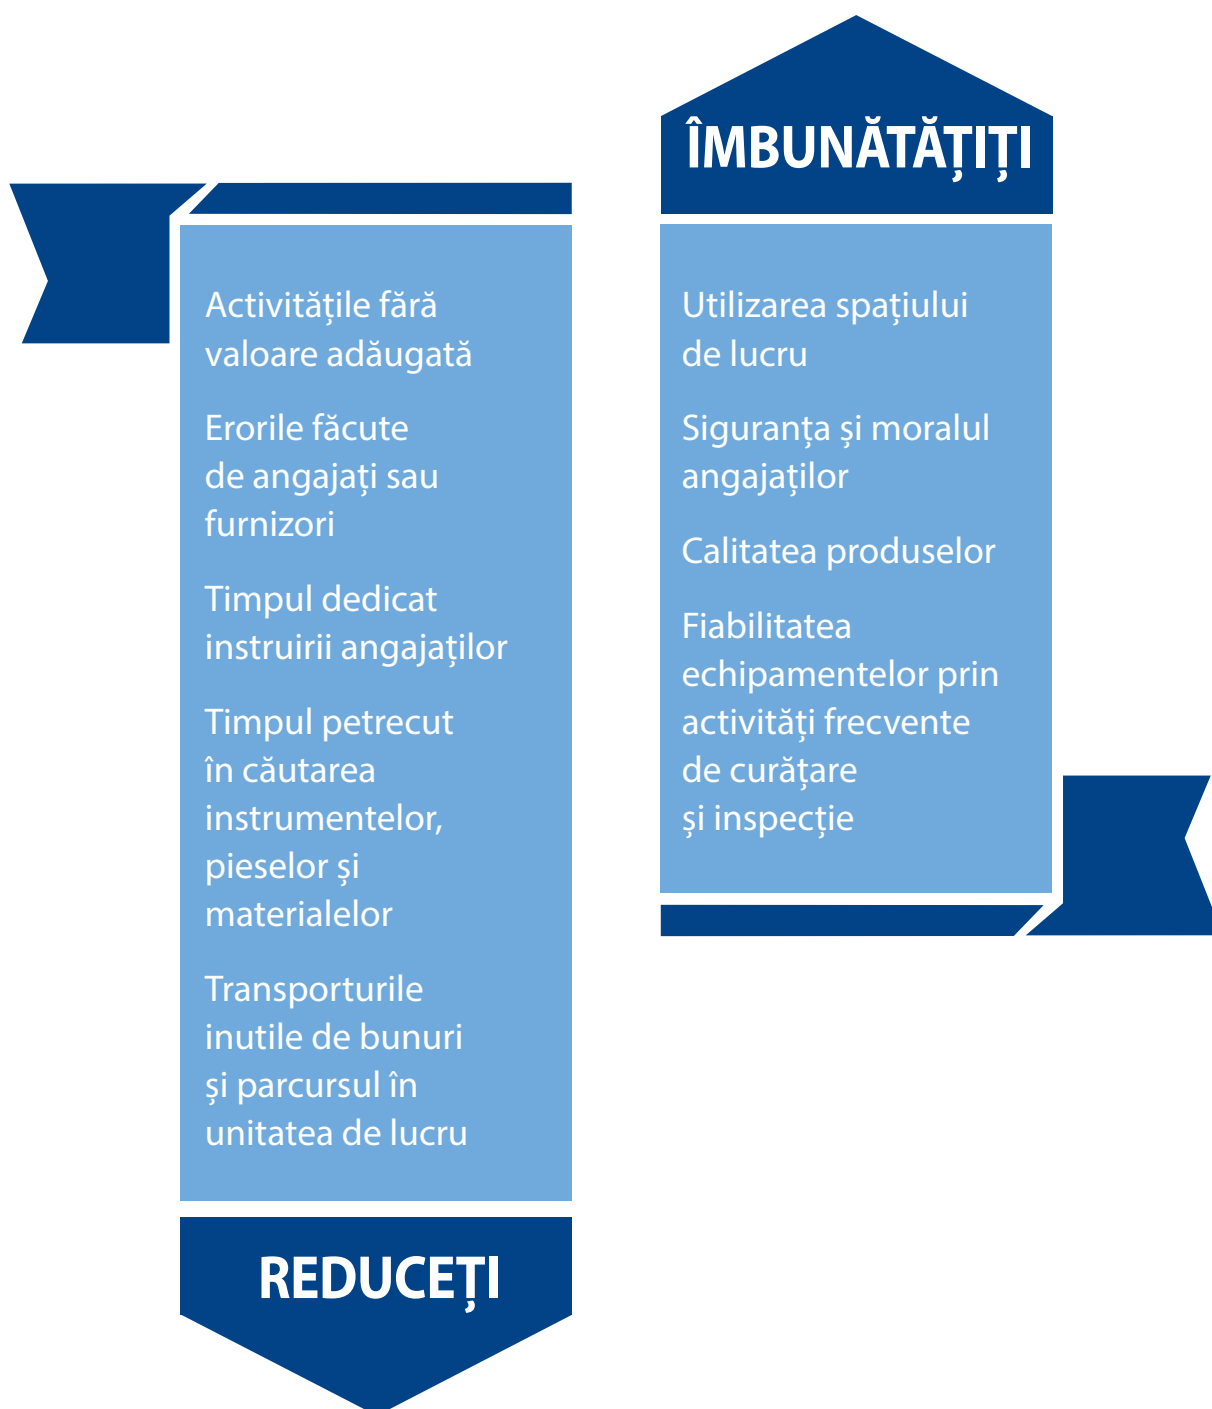 Activitățile fără
valoare adăugată
Erorile făcute
de angajați sau
furnizori
Timpul dedicat
instruirii angajaților
Timpul petrecut
în căutarea
instrumentelor,
pieselor și
materialelor
Transporturile
inutile de bunuri
și parcursul în
unitatea de lucru
REDUCEȚI
ÎMBUNĂTĂȚIȚI
Utilizarea spațiului
de lucru
Siguranța și moralul
angajaților
Calitatea produselor
Fiabilitatea
echipamentelor prin
activități frecvente
de curățare
și inspecție